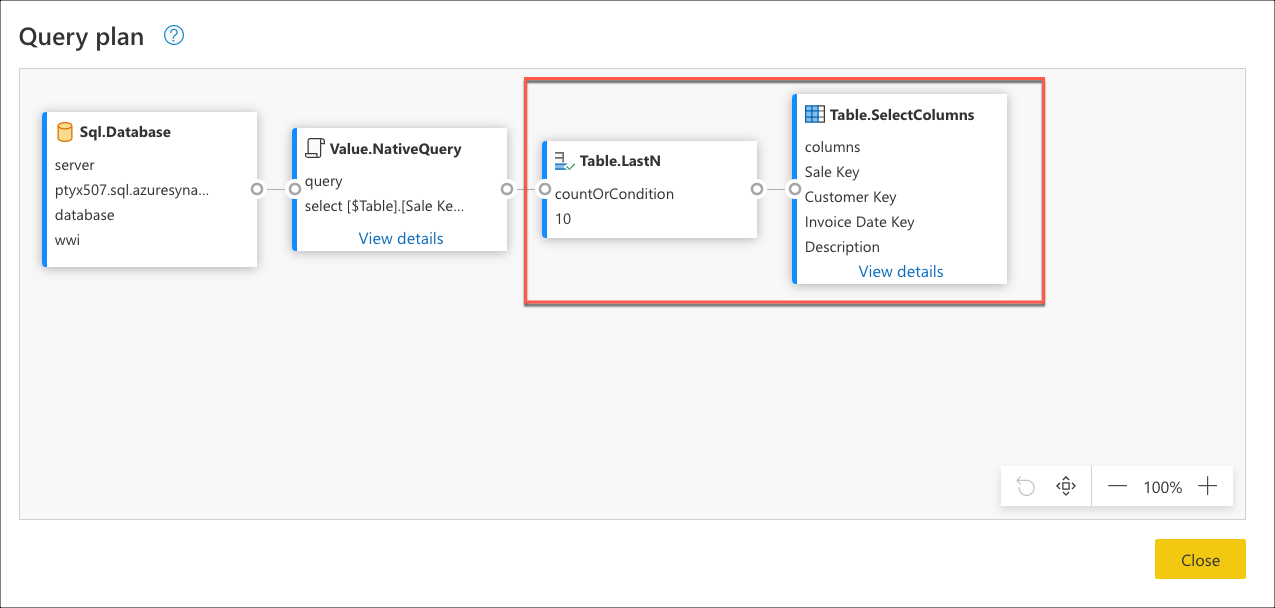 Query plan
?
Sql.Database
server
ptyx507.sql.azuresyna...
database
wwi
Value.NativeQuery
query
select [$Table].[Sale Ke...
View details
Table.LastN
countOrCondition
10
Table.SelectColumns
columns
Sale Key
Customer Key
Invoice Date Key
Description
View details
100%
Close